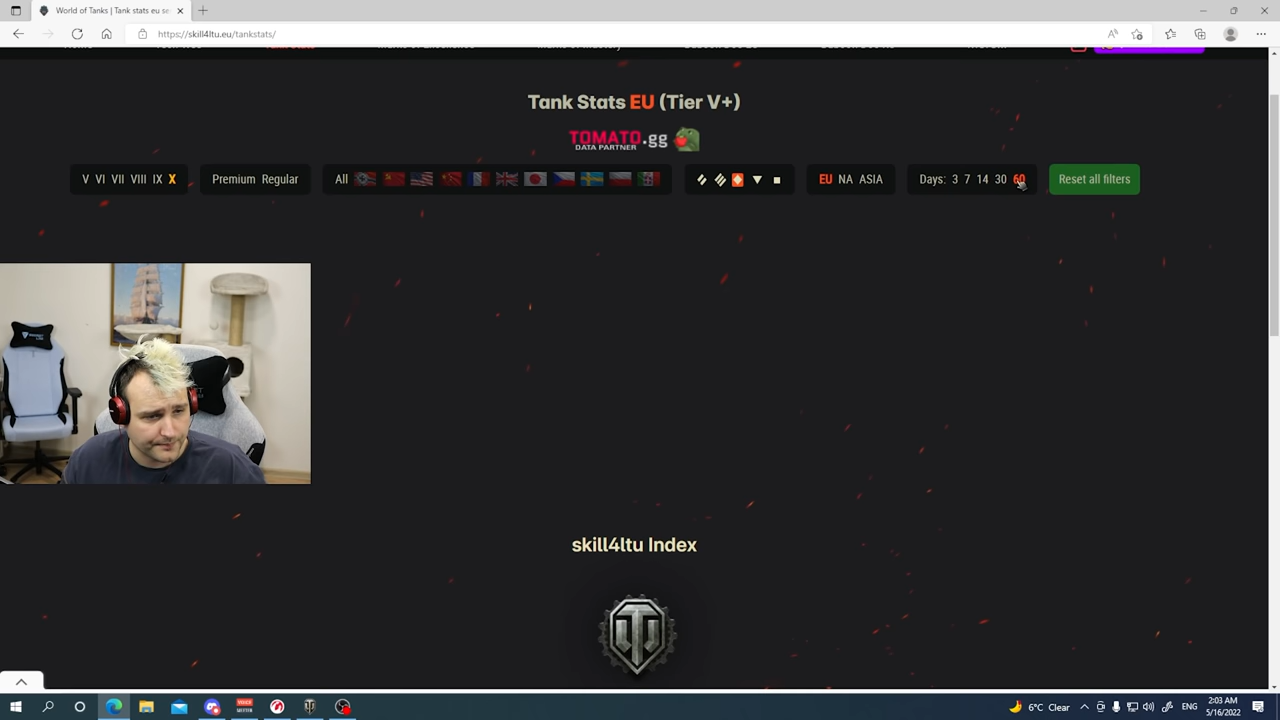 World of Tanks | Tank stats eu se
https://skill4ltu.eu/tankstats/
Tank Stats EU (Tier V+)
TOMATO.gg
DATA PARTNER
V VI VII VIII IX X
Premium Regular
All
EU NA ASIA
Days: 3 7 14 30 60
Reset all filters
skill4ltu Index
6°C Clear
ENG
2:03 AM
5/16/2022